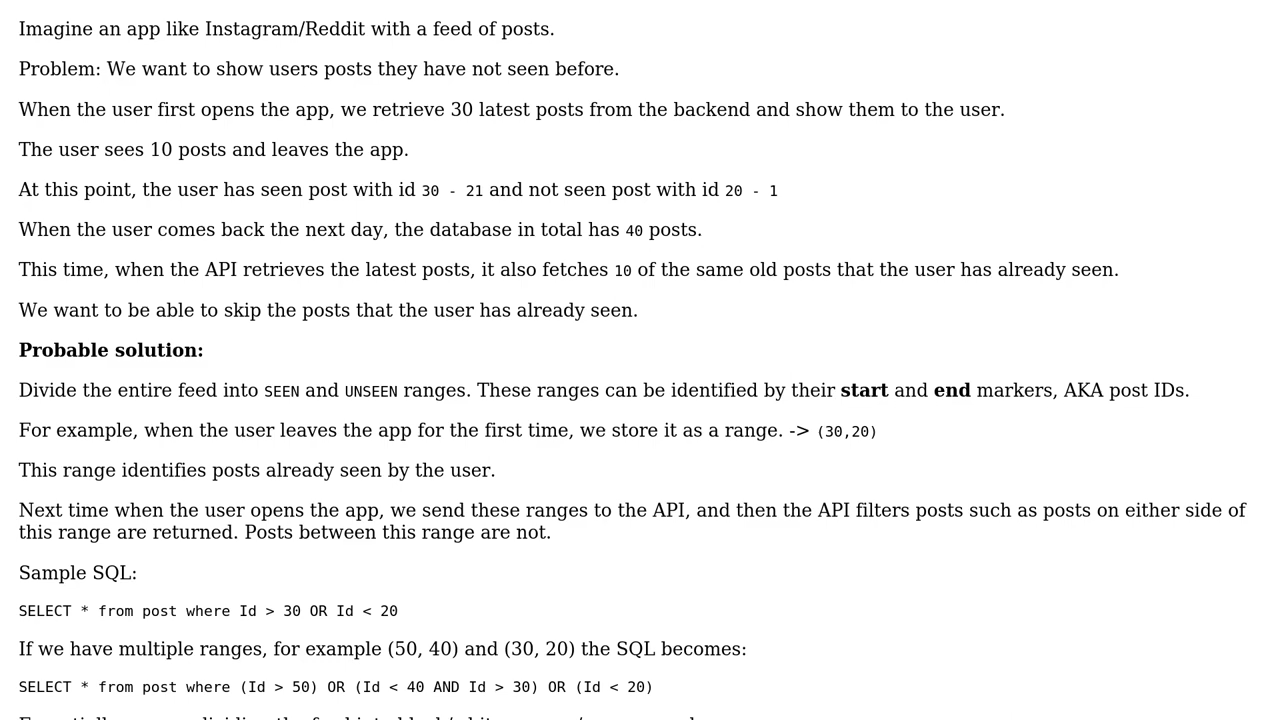 Imagine an app like Instagram/Reddit with a feed of posts.
Problem: We want to show users posts they have not seen before.
When the user first opens the app, we retrieve 30 latest posts from the backend and show them to the user.
The user sees 10 posts and leaves the app.
At this point, the user has seen post with id 30 - 21 and not seen post with id 20 - 1
When the user comes back the next day, the database in total has 40 posts.
This time, when the API retrieves the latest posts, it also fetches 10 of the same old posts that the user has already seen.
We want to be able to skip the posts that the user has already seen.
Probable solution:
Divide the entire feed into SEEN and UNSEEN ranges. These ranges can be identified by their start and end markers, AKA post IDs.
For example, when the user leaves the app for the first time, we store it as a range. -> (30,20)
This range identifies posts already seen by the user.
Next time when the user opens the app, we send these ranges to the API, and then the API filters posts such as posts on either side of
this range are returned. Posts between this range are not.
Sample SQL:
SELECT * from post where Id > 30 OR Id < 20
If we have multiple ranges, for example (50, 40) and (30, 20) the SQL becomes:
SELECT * from post where (Id > 50) OR (Id < 40 AND Id > 30) OR (Id < 20)